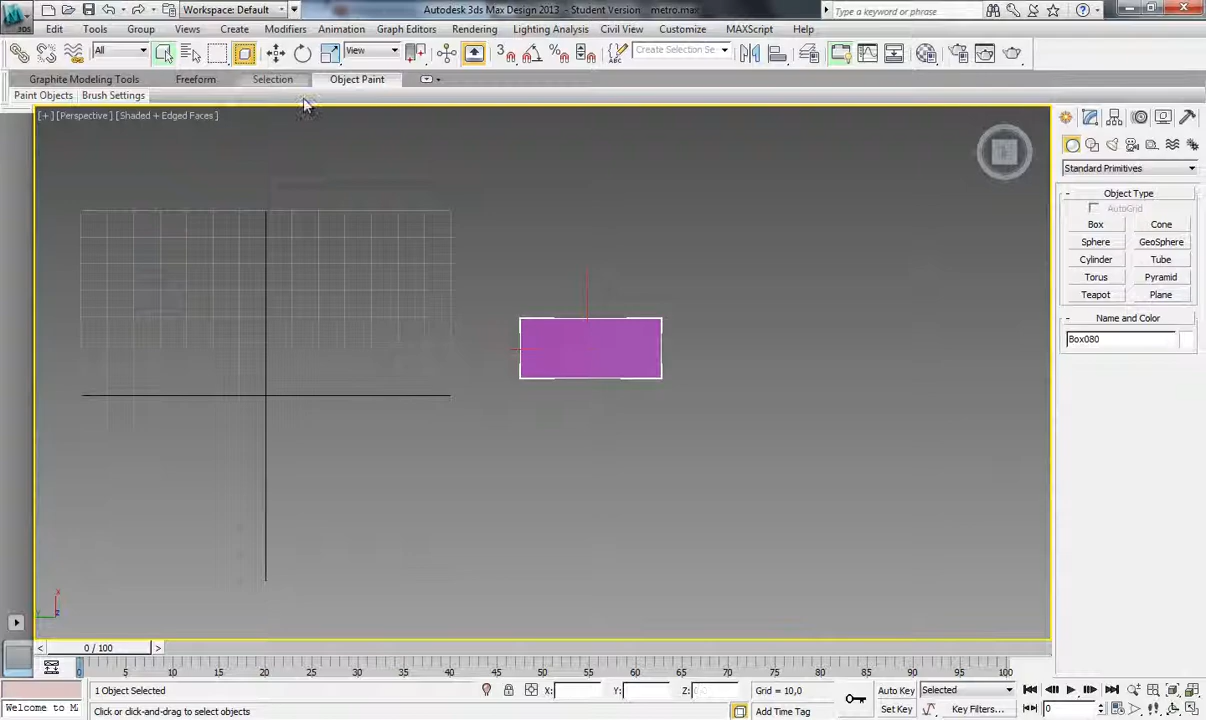 Workspace: Default
Autodesk 3ds Max Design 2013 - Student Version metro.max
Type a keyword or phrase
Edit Tools Group Views Create Modifiers Animation Graph Editors Rendering Lighting Analysis Civil View Customize MAXScript Help
All View 3 Create Selection Se
Graphite Modeling Tools Freeform Selection Object Paint
Paint Objects Brush Settings
[+] [Perspective] [Shaded + Edged Faces]
Standard Primitives
- Object Type
AutoGrid
Box Cone
Sphere GeoSphere
Cylinder Tube
Torus Pyramid
Teapot Plane
- Name and Color
Box080
x
y z
< 0 / 100 >
0 5 10 15 20 25 30 35 40 45 50 55 60 65 70 75 80 85 90 95 100
1 Object Selected X: Y: Z: Grid = 10,0 Auto Key Selected
Welcome to M Click or click-and-drag to select objects Add Time Tag Set Key Key Filters... 0